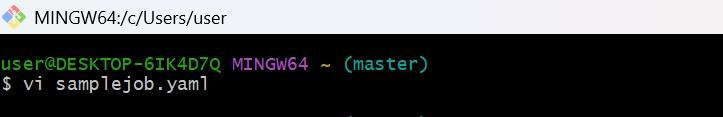 MINGW64:/c/Users/user
user@DESKTOP-6IK4D7Q MINGW64 ~ (master)
$ vi samplejob.yaml